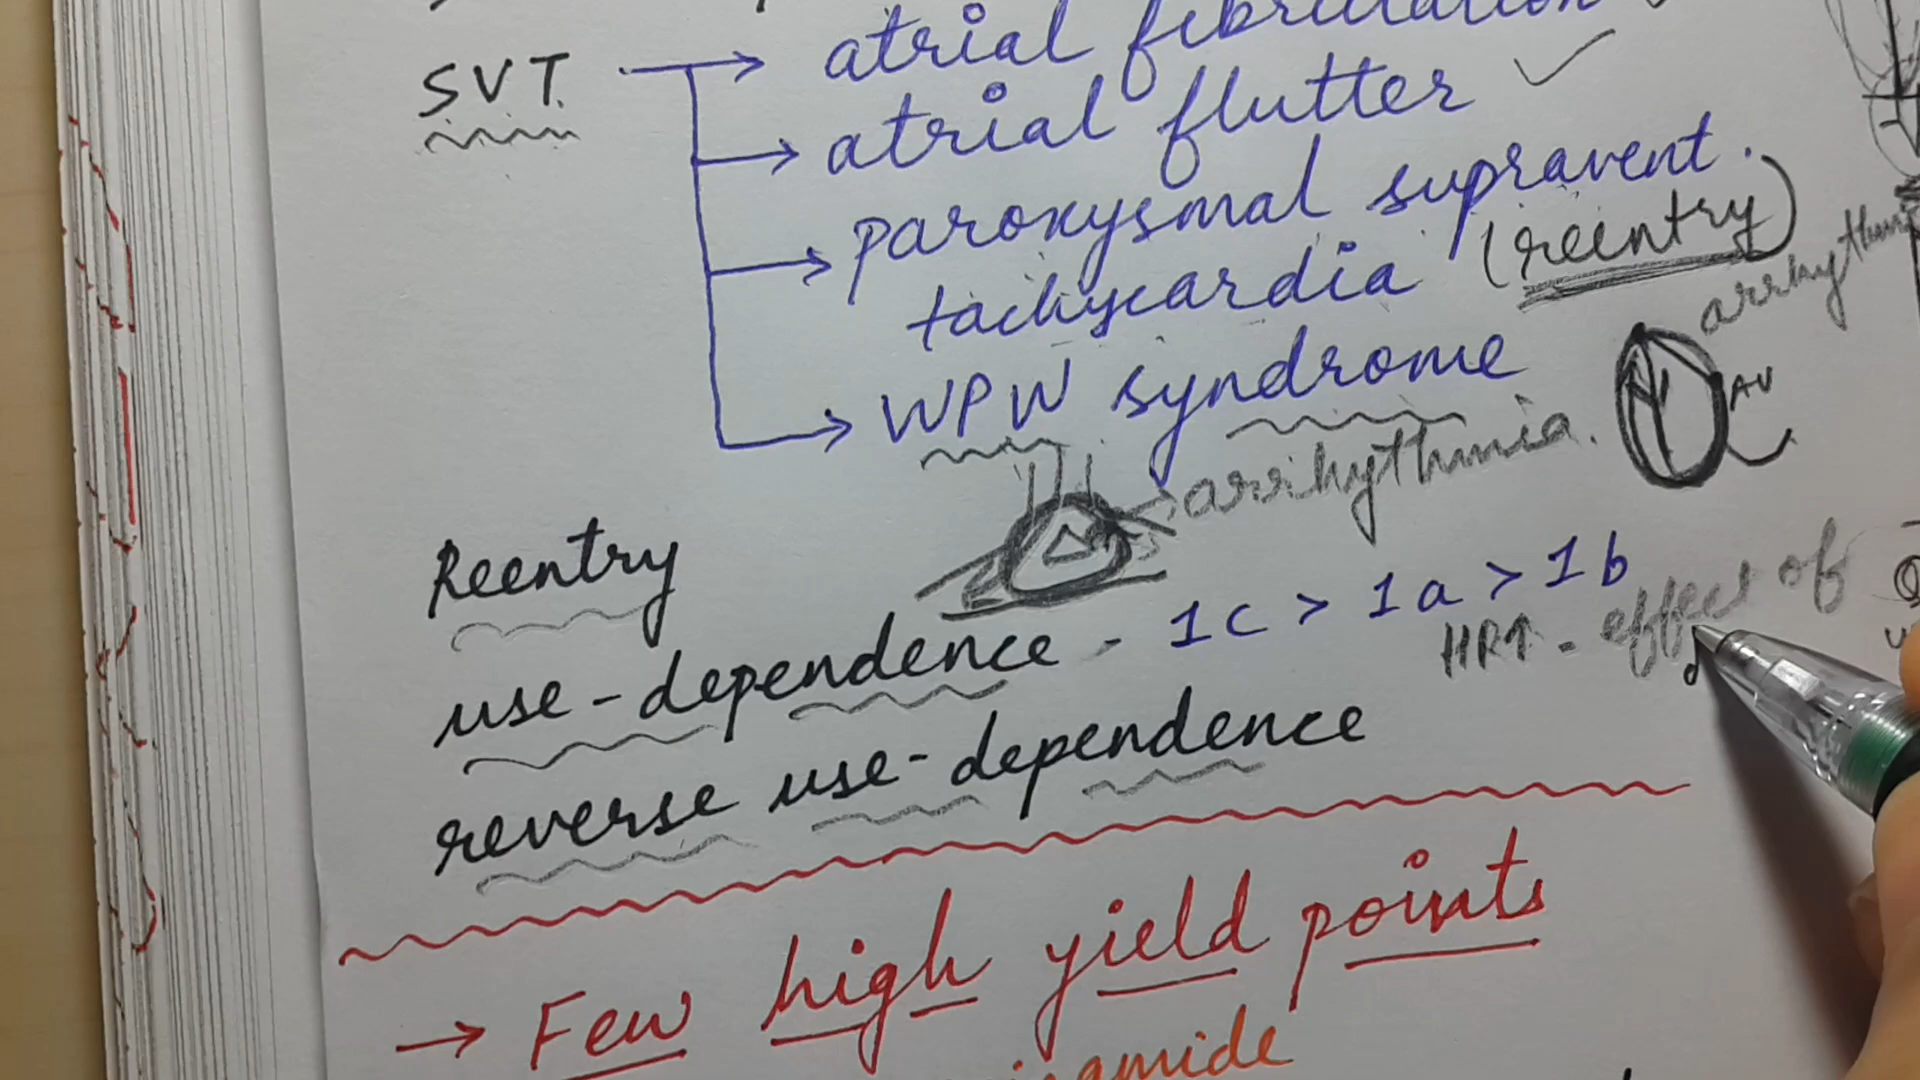 SVT → atrial fibrillation
→ atrial flutter ✓
→ paroxysmal supravent.
tachycardia (reentry)
→ WPW syndrome
arrhythmia.
AV
Reentry
use-dependence - 1c > 1a > 1b
HR↑ - effect of
reverse use-dependence
→ Few high yield points